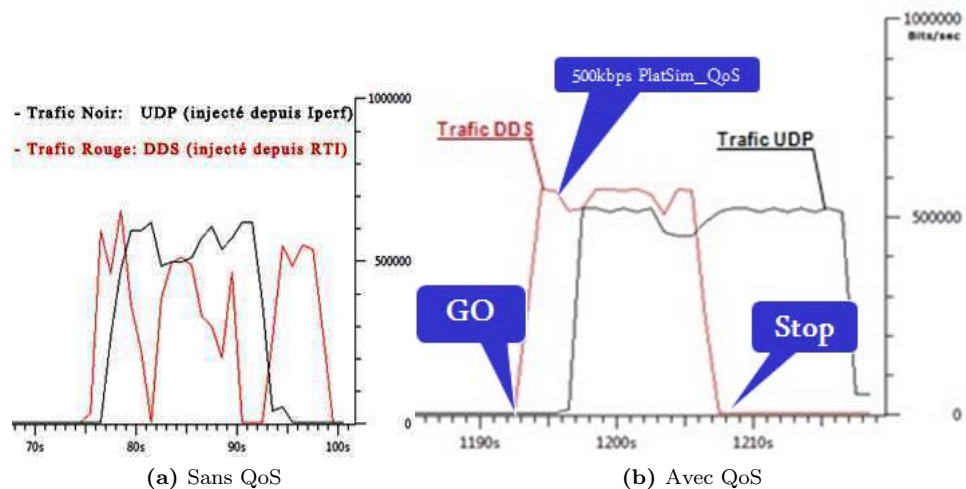 - Trafic Noir: UDP (injecté depuis Iperf)
- Trafic Rouge: DDS (injecté depuis RTI)
1000000
500000
0
70s 80s 90s 100s
(a) Sans QoS
1000000
Bits/sec
500kbps PlatSim_QoS
Trafic DDS
Trafic UDP
500000
GO
Stop
0
1190s 1200s 1210s
(b) Avec QoS